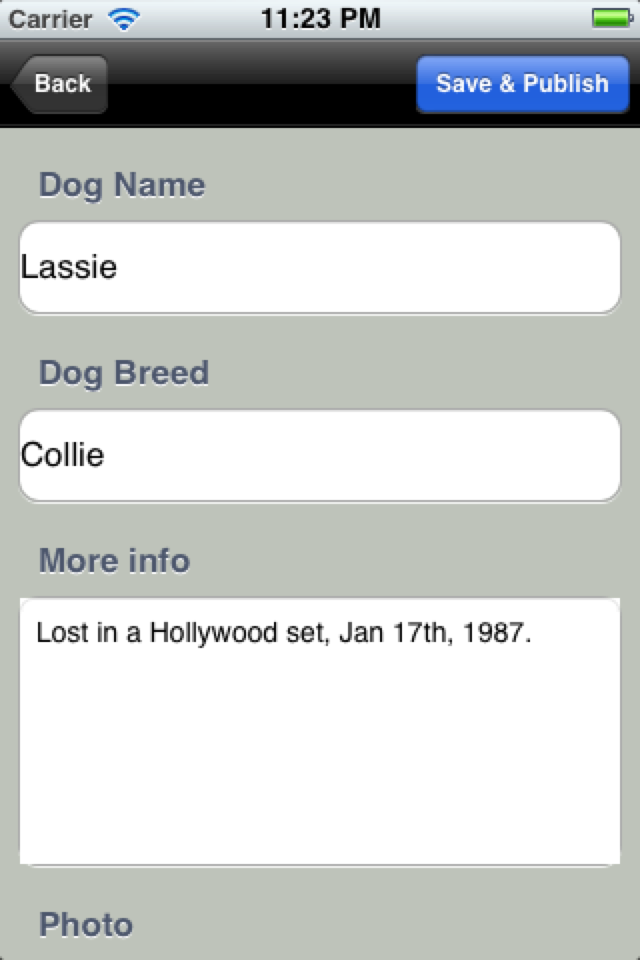 Carrier 11:23 PM
Back Save & Publish
Dog Name
Lassie
Dog Breed
Collie
More info
Lost in a Hollywood set, Jan 17th, 1987.
Photo